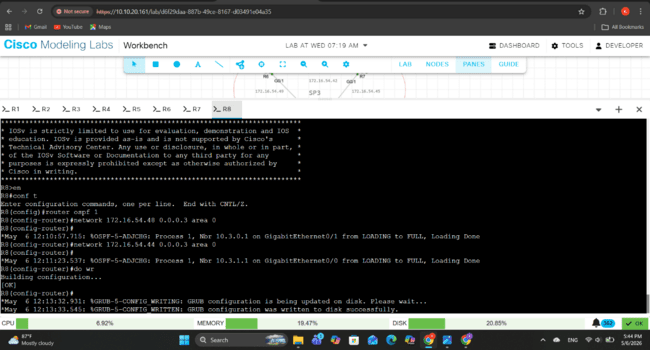 Not secure https://10.10.20.161/lab/d6f29daa-887b-49ce-8167-d03491e04a35
Gmail YouTube Maps All Bookmarks
Cisco Modeling Labs Workbench LAB AT WED 07:19 AM DASHBOARD TOOLS DEVELOPER
LAB NODES PANES GUIDE
R8 Gi0/1 172.16.54.42 Gi0/1 R7
SP3
R1 R2 R3 R4 R5 R6 R7 R8
* IOSv is strictly limited to use for evaluation, demonstration and IOS *
* education. IOSv is provided as-is and is not supported by Cisco's *
* Technical Advisory Center. Any use or disclosure, in whole or in part, *
* of the IOSv Software or Documentation to any third party for any *
* purposes is expressly prohibited except as otherwise authorized by *
* Cisco in writing. *
R8>en
R8#conf t
Enter configuration commands, one per line. End with CNTL/Z.
R8(config)#router ospf 1
R8(config-router)#network 172.16.54.48 0.0.0.3 area 0
R8(config-router)#
*May 6 12:10:57.715: %OSPF-5-ADJCHG: Process 1, Nbr 10.3.0.1 on GigabitEthernet0/1 from LOADING to FULL, Loading Done
R8(config-router)#network 172.16.54.44 0.0.0.3 area 0
R8(config-router)#
*May 6 12:11:23.537: %OSPF-5-ADJCHG: Process 1, Nbr 10.3.1.1 on GigabitEthernet0/0 from LOADING to FULL, Loading Done
R8(config-router)#do wr
Building configuration...
[OK]
R8(config-router)#
*May 6 12:13:32.931: %GRUB-5-CONFIG_WRITING: GRUB configuration is being updated on disk. Please wait...
*May 6 12:13:33.545: %GRUB-5-CONFIG_WRITTEN: GRUB configuration was written to disk successfully.
CPU 6.92% MEMORY 19.47% DISK 20.85% OK
87°F
Mostly cloudy
Search
ENG
5:44 PM
5/6/2026